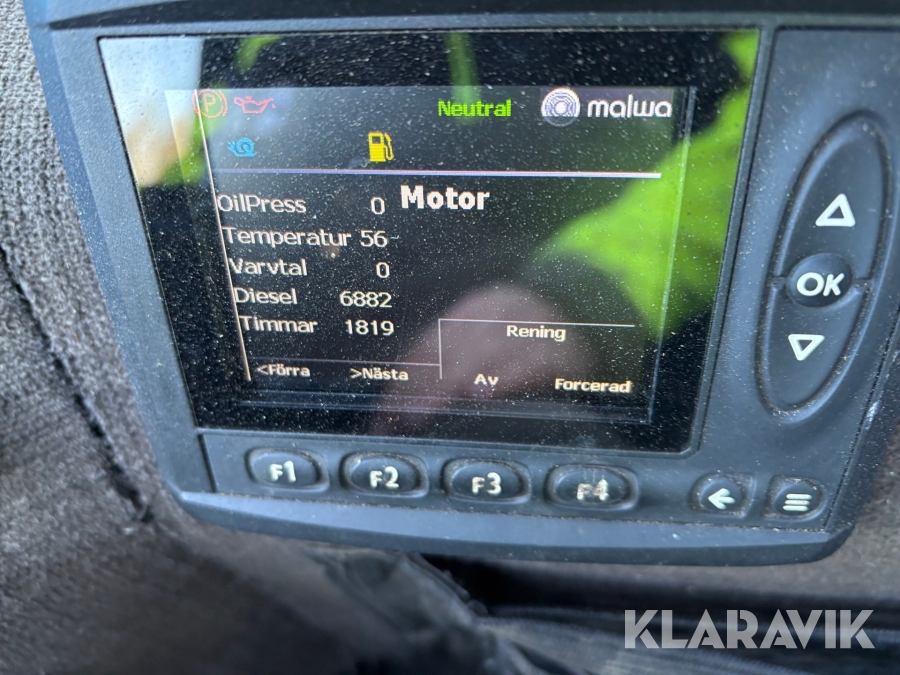 P
Neutral malwa
OilPress 0 Motor
Temperatur 56
Varvtal 0
Diesel 6882
Timmar 1819
Rening
<Förra >Nästa Av Forcerad
OK
F1 F2 F3 F4
KLARAVIK